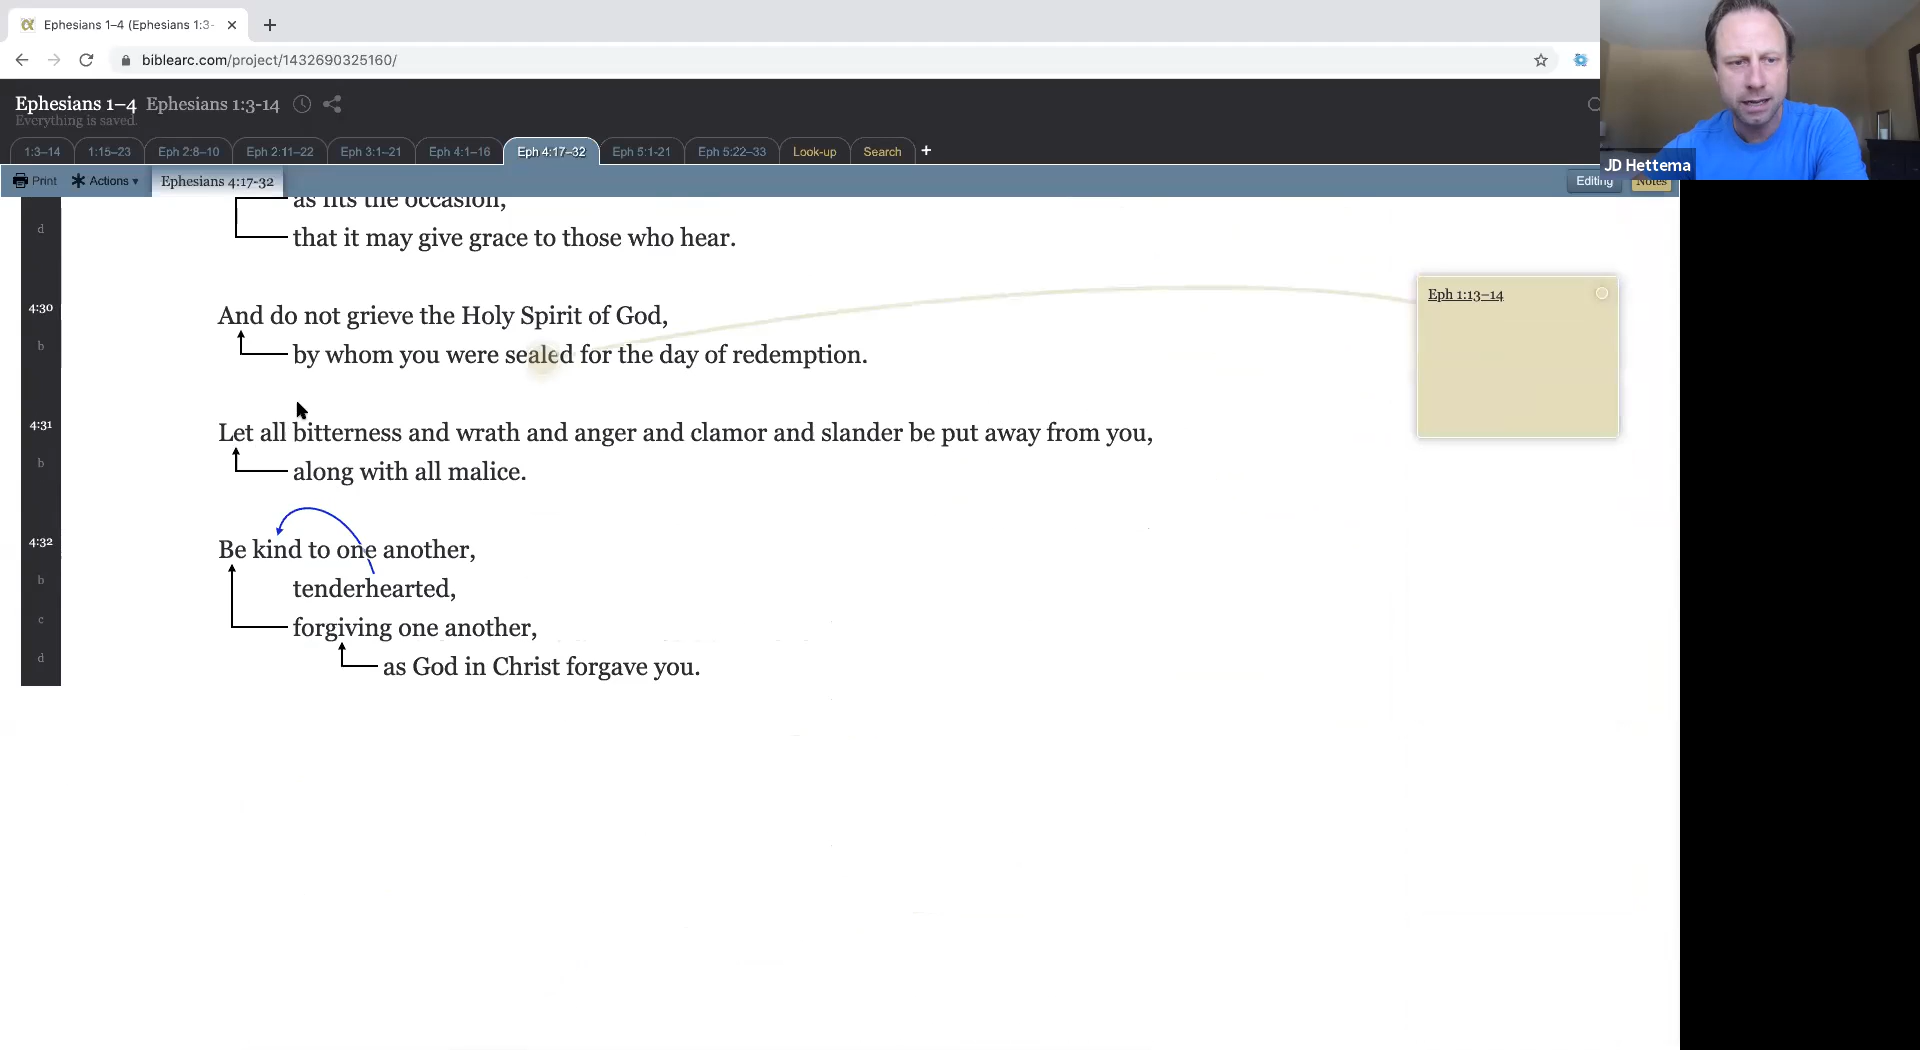 Ephesians 1–4 (Ephesians 1:3-
biblearc.com/project/1432690325160/
Ephesians 1–4 Ephesians 1:3-14
Everything is saved.
1:3–14 1:15–23 Eph 2:8–10 Eph 2:11–22 Eph 3:1–21 Eph 4:1–16 Eph 4:17–32 Eph 5:1-21 Eph 5:22–33 Look-up Search +
JD Hettema
Print Actions Ephesians 4:17-32 Editing Notes
as fits the occasion,
d that it may give grace to those who hear.
4:30 And do not grieve the Holy Spirit of God,
Eph 1:13–14
b by whom you were sealed for the day of redemption.
4:31 Let all bitterness and wrath and anger and clamor and slander be put away from you,
b along with all malice.
4:32 Be kind to one another,
b tenderhearted,
c forgiving one another,
d as God in Christ forgave you.